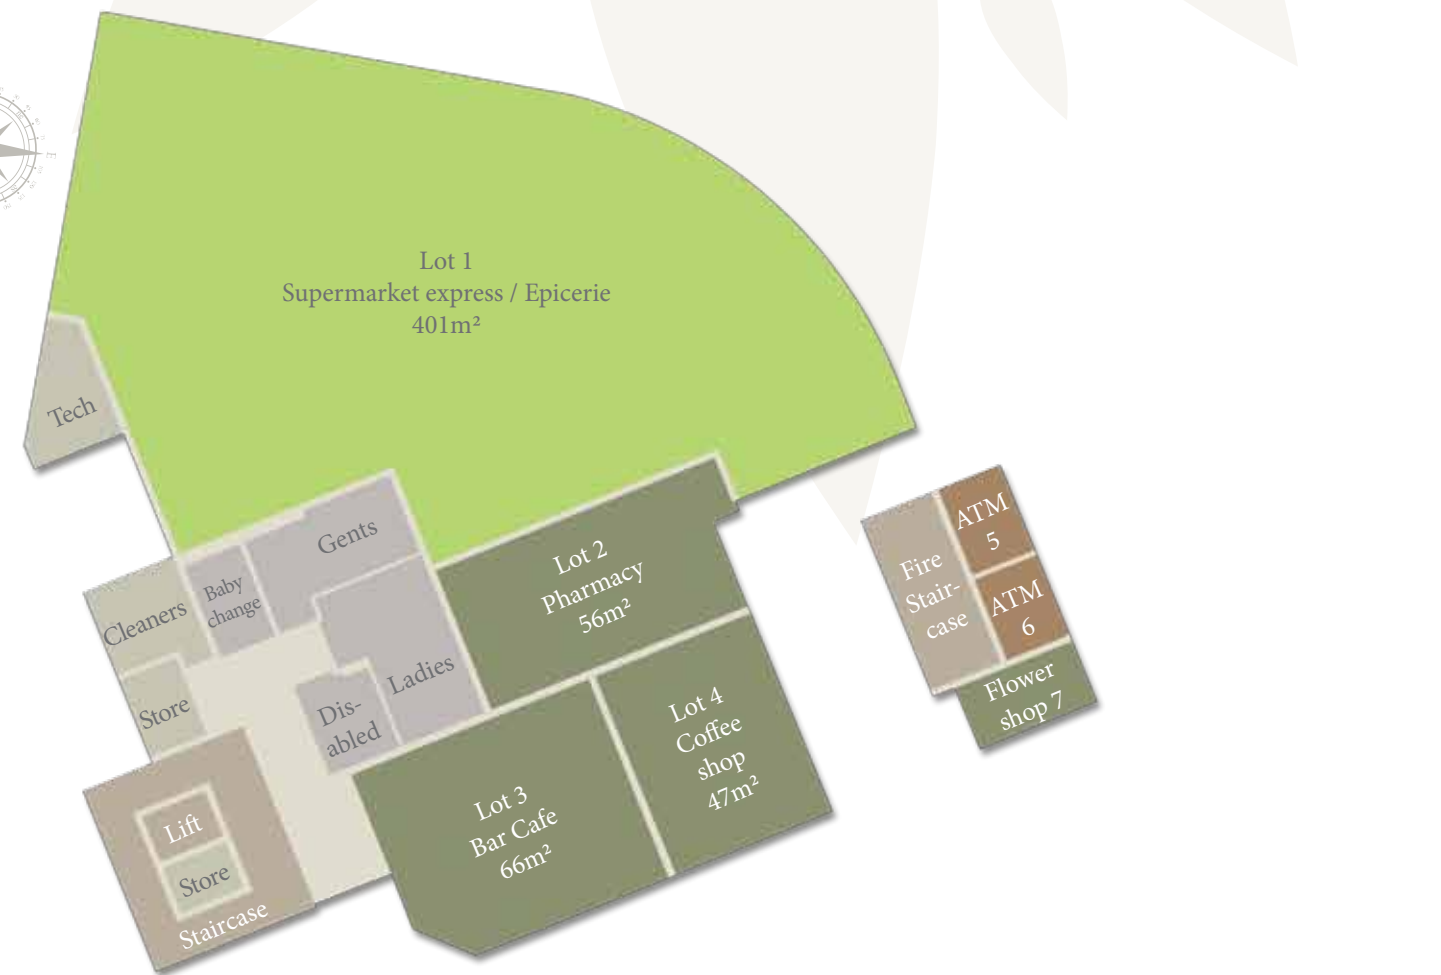 E
Lot 1
Supermarket express / Epicerie
401m²
Tech
Gents
Baby
change
Cleaners
Store
Ladies
Dis-
abled
Lot 2
Pharmacy
56m²
Lot 4
Coffee
shop
47m²
Lot 3
Bar Cafe
66m²
Lift
Store
Staircase
Fire
Stair-
case
ATM
5
ATM
6
Flower
shop 7